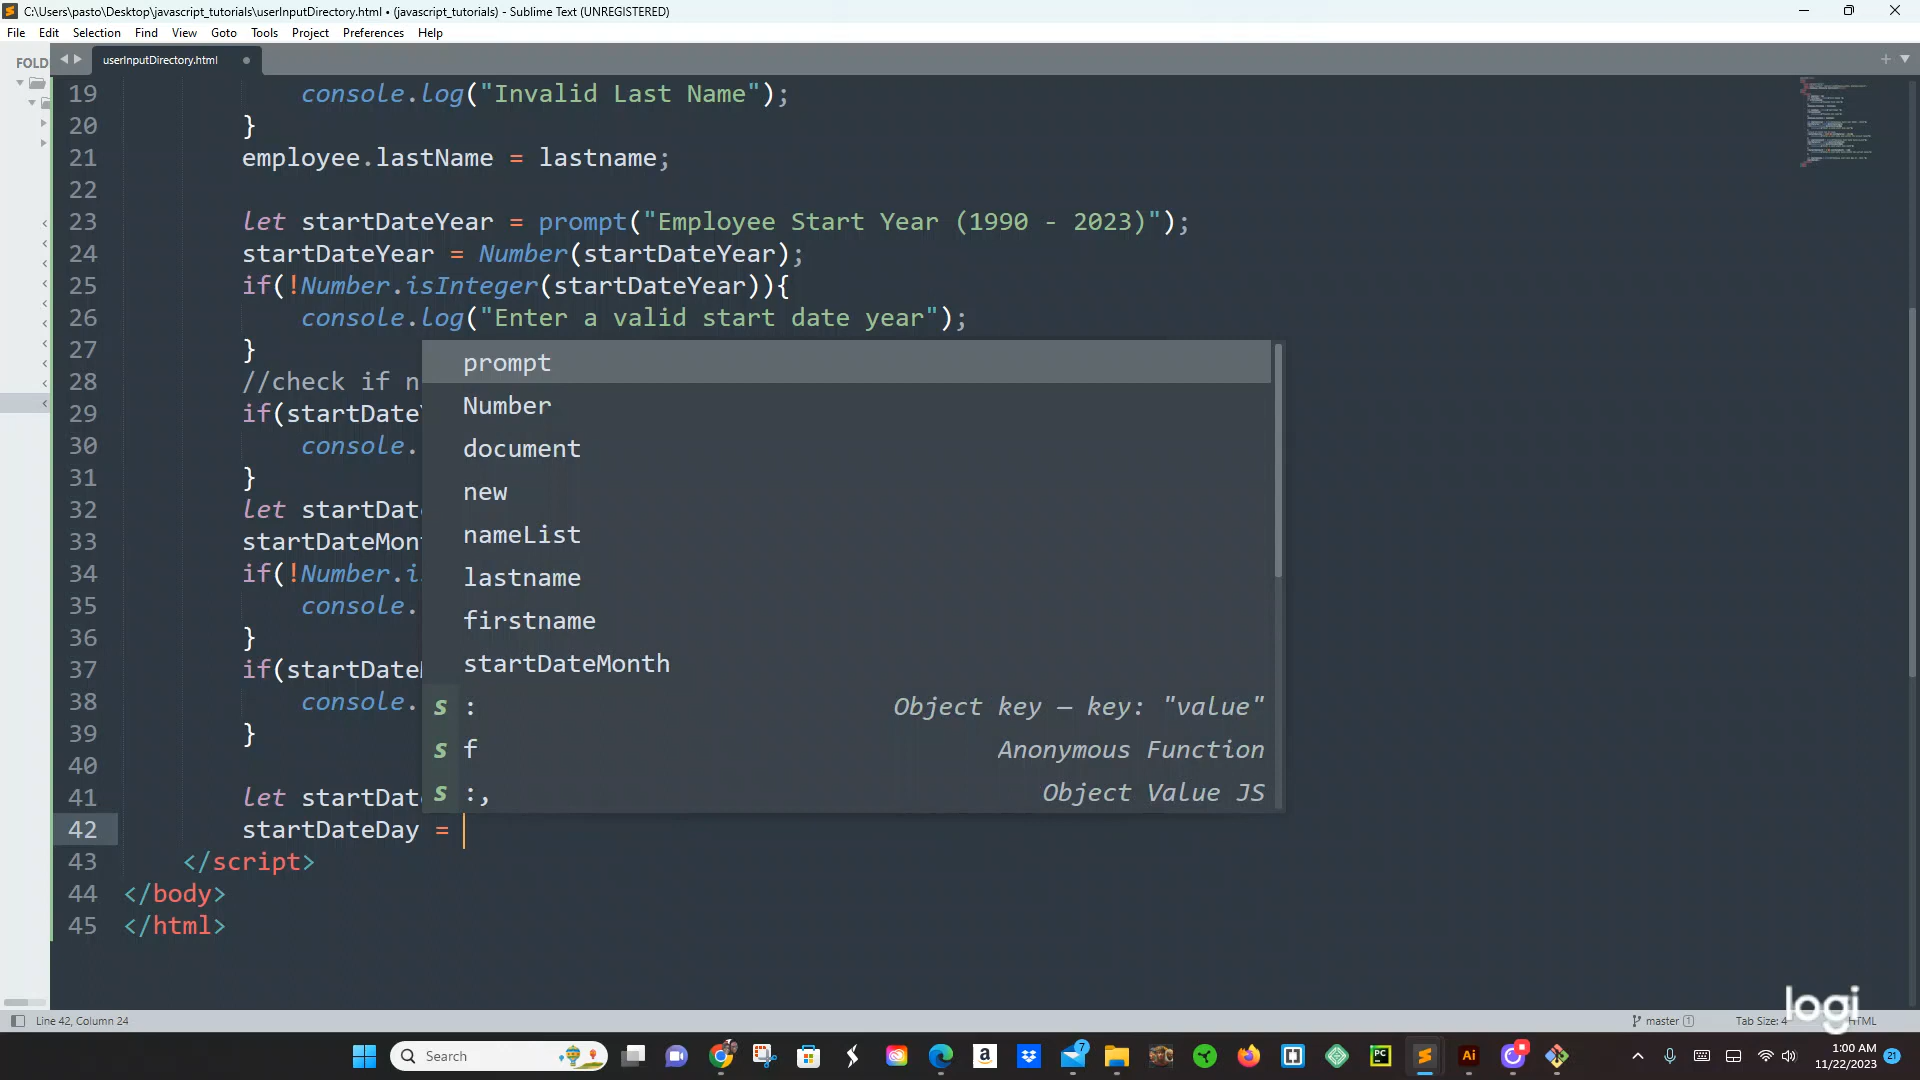 C:\Users\pasto\Desktop\javascript_tutorials\userInputDirectory.html • (javascript_tutorials) - Sublime Text (UNREGISTERED)
File Edit Selection Find View Goto Tools Project Preferences Help
FOLD
userInputDirectory.html
19 console.log("Invalid Last Name");
20 }
21 employee.lastName = lastname;
22
23 let startDateYear = prompt("Employee Start Year (1990 - 2023)");
24 startDateYear = Number(startDateYear);
25 if(!Number.isInteger(startDateYear)){
26 console.log("Enter a valid start date year");
27 }
28 //check if n
29 if(startDateY
30 console.
31 }
32 let startDat
33 startDateMon
34 if(!Number.i
35 console.
36 }
37 if(startDate
38 console.
39 }
40
41 let startDat
42 startDateDay =
43 </script>
44 </body>
45 </html>
prompt
Number
document
new
nameList
lastname
firstname
startDateMonth
s : Object key — key: "value"
s f Anonymous Function
s :, Object Value JS
logi
Line 42, Column 24
master 1
Tab Size: 4
HTML
Search
7
PC
Ai
1:00 AM
11/22/2023
21